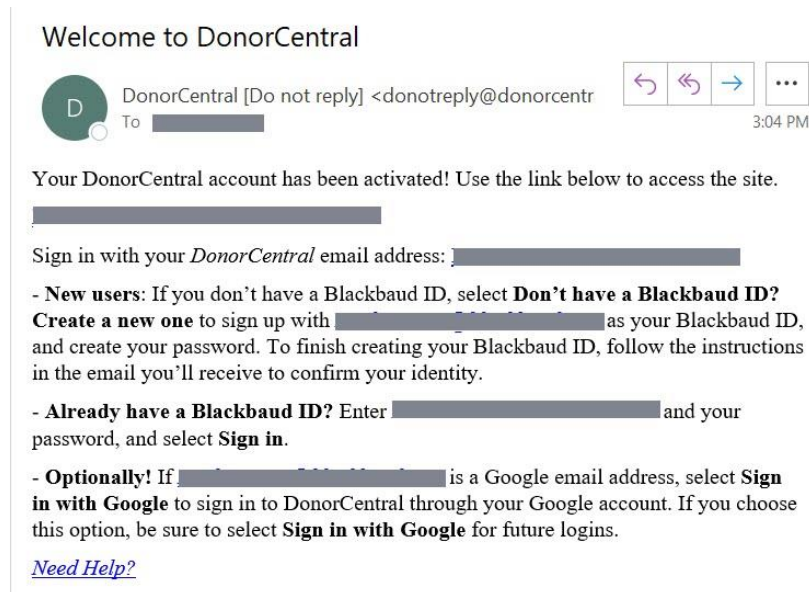 Welcome to DonorCentral
D
DonorCentral [Do not reply] <donotreply@donorcentr
To
3:04 PM
Your DonorCentral account has been activated! Use the link below to access the site.
Sign in with your DonorCentral email address:
- New users: If you don’t have a Blackbaud ID, select Don’t have a Blackbaud ID?
Create a new one to sign up with as your Blackbaud ID,
and create your password. To finish creating your Blackbaud ID, follow the instructions
in the email you’ll receive to confirm your identity.
- Already have a Blackbaud ID? Enter and your
password, and select Sign in.
- Optionally! If is a Google email address, select Sign
in with Google to sign in to DonorCentral through your Google account. If you choose
this option, be sure to select Sign in with Google for future logins.
Need Help?